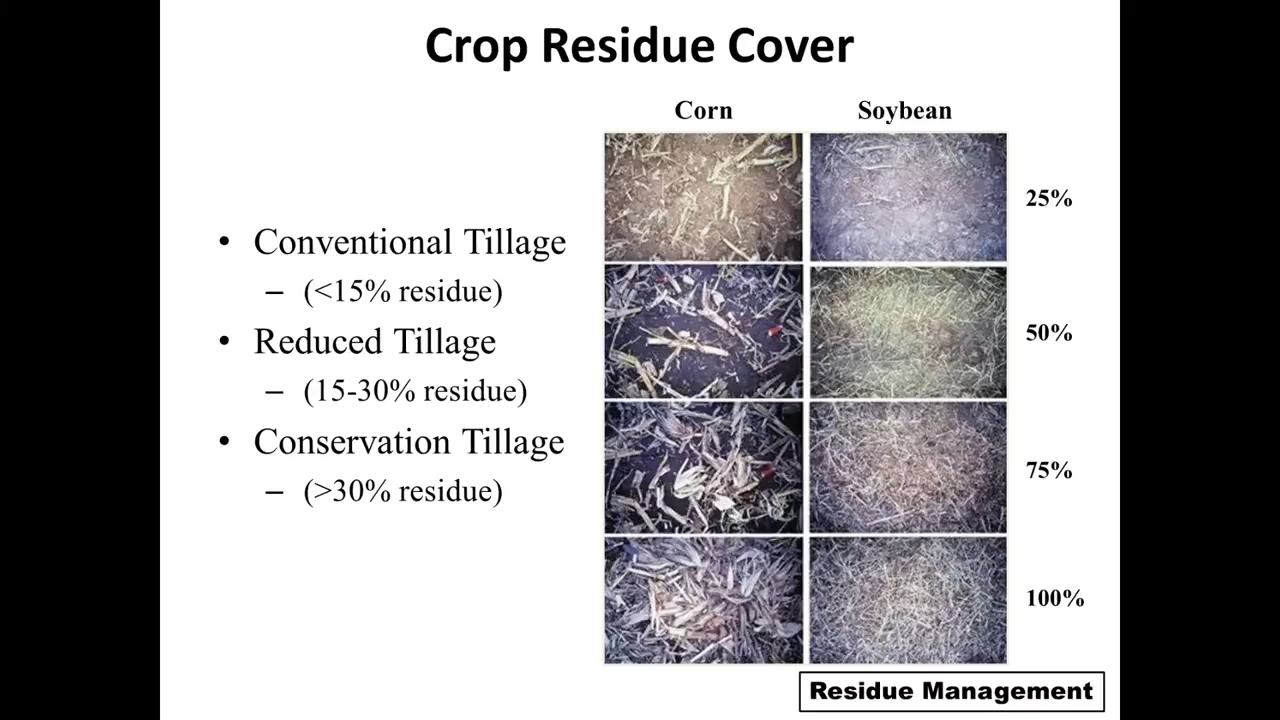 Crop Residue Cover
Corn Soybean
• Conventional Tillage
– (<15% residue)
• Reduced Tillage
– (15-30% residue)
• Conservation Tillage
– (>30% residue)
25%
50%
75%
100%
Residue Management